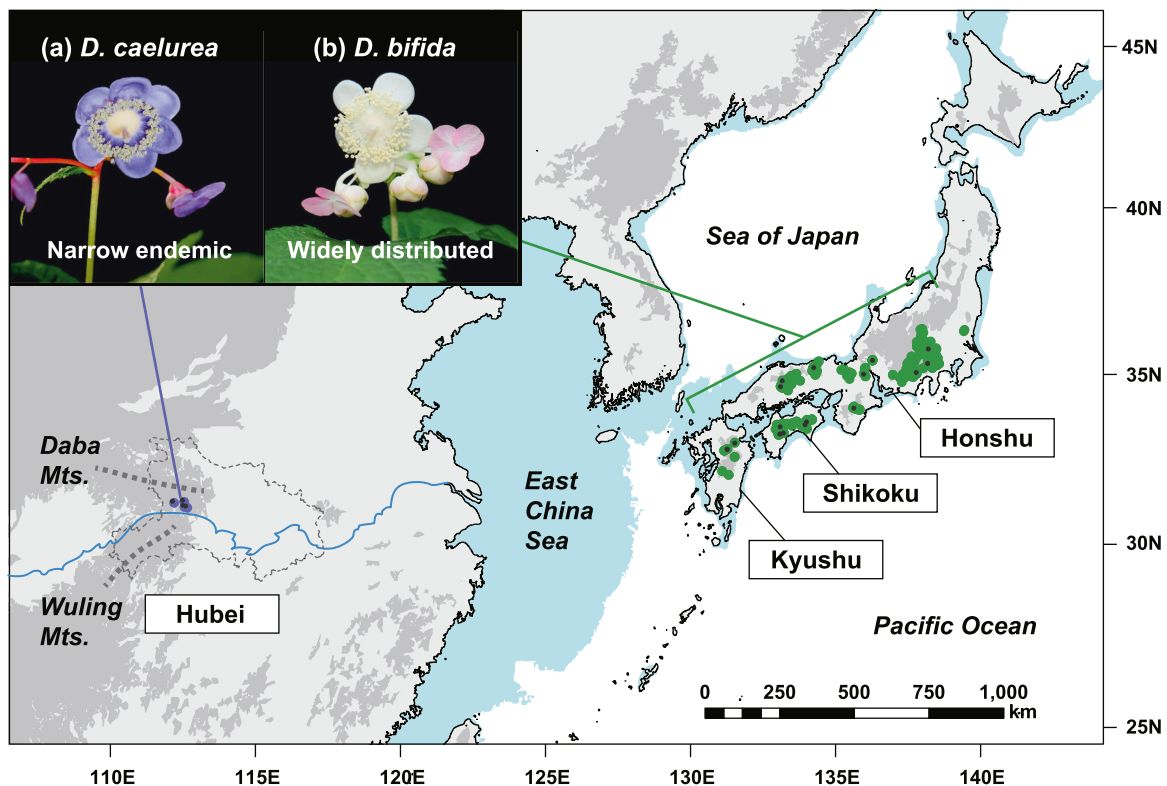 (a) D. caelurea
(b) D. bifida
Narrow endemic
Widely distributed
45N
40N
35N
30N
25N
Sea of Japan
Honshu
Shikoku
Kyushu
East
China
Sea
Daba
Mts.
Wuling
Mts.
Hubei
Pacific Ocean
0 250 500 750 1,000
km
110E 115E 120E 125E 130E 135E 140E